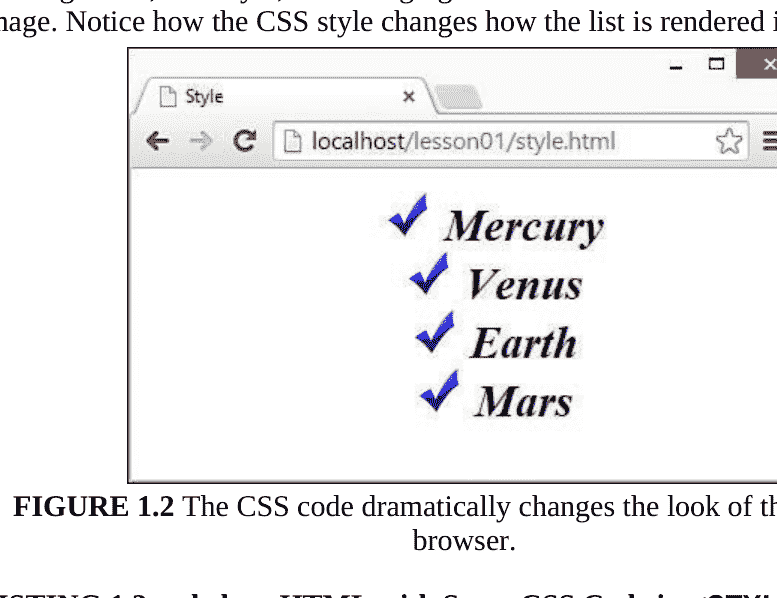 mage. Notice how the CSS style changes how the list is rendered i
Style
localhost/lesson01/style.html
Mercury
Venus
Earth
Mars
FIGURE 1.2 The CSS code dramatically changes the look of th
browser.